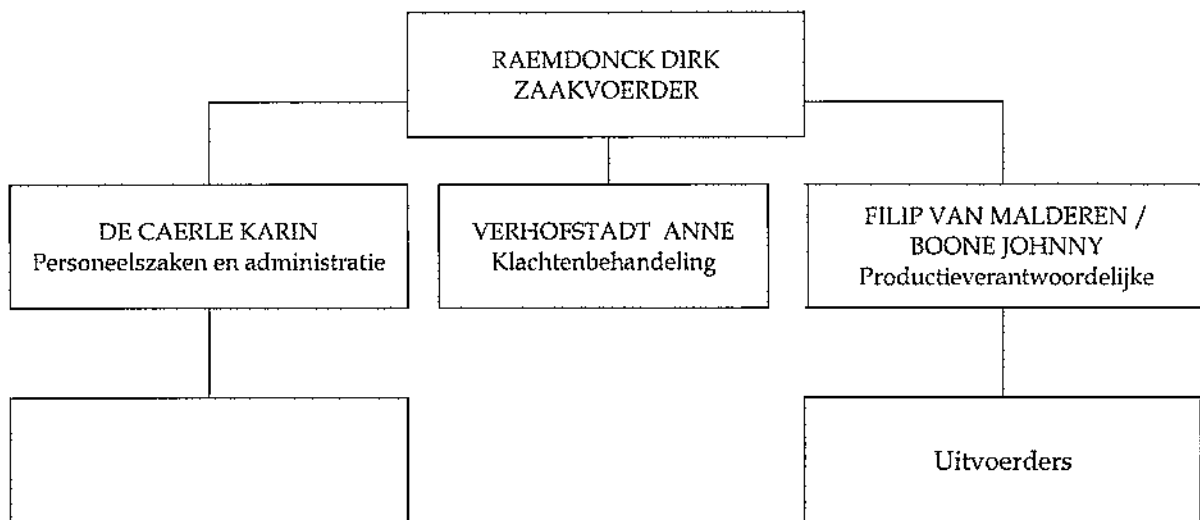 RAEMDONCK DIRK
ZAAKVOERDER
DE CAERLE KARIN
Personeelszaken en administratie
VERHOFSTADT ANNE
Klachtenbehandeling
FILIP VAN MALDEREN /
BOONE JOHNNY
Productieverantwoordelijke
Uitvoerders